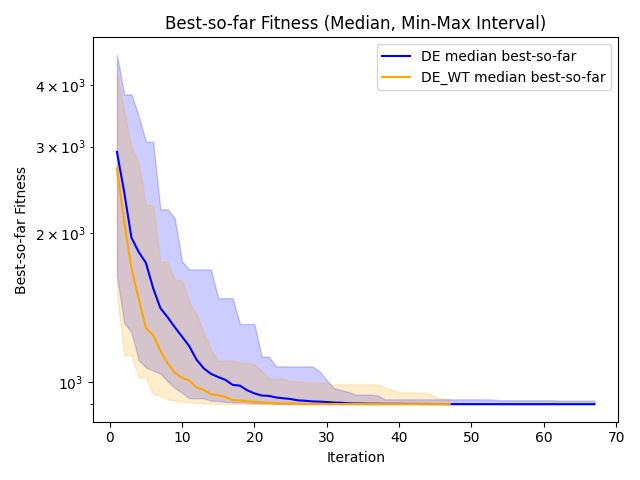 Best-so-far Fitness (Median, Min-Max Interval)
DE median best-so-far
DE_WT median best-so-far
4 × 10³
3 × 10³
2 × 10³
10³
Best-so-far Fitness
0 10 20 30 40 50 60 70
Iteration